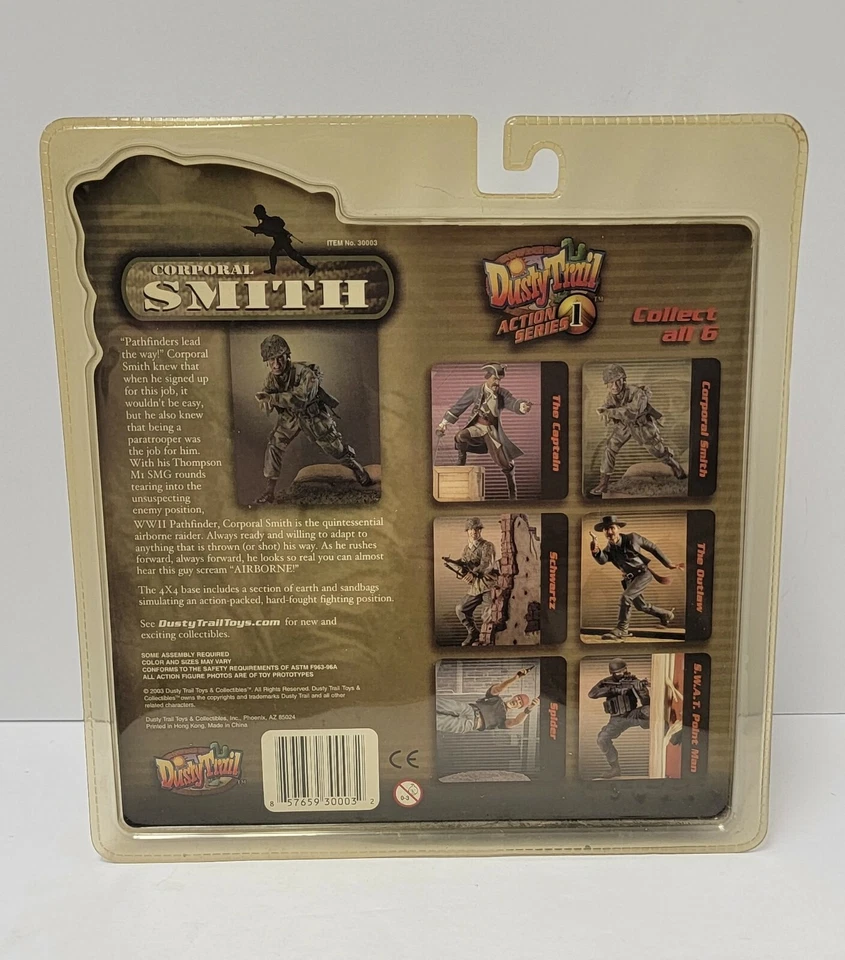 ITEM No. 30003
CORPORAL
SMITH
"Pathfinders lead
the way!" Corporal
Smith knew that
when he signed up
for this job, it
wouldn't be easy,
but he also knew
that being a
paratrooper was
the job for him.
With his Thompson
M1 SMG rounds
tearing into the
unsuspecting
enemy position,
WWII Pathfinder, Corporal Smith is the quintessential
airborne raider. Always ready and willing to adapt to
anything that is thrown (or shot) his way. As he rushes
forward, always forward, he looks so real you can almost
hear this guy scream "AIRBORNE!"
The 4X4 base includes a section of earth and sandbags
simulating an action-packed, hard-fought fighting position.
See DustyTrailToys.com for new and
exciting collectibles.
SOME ASSEMBLY REQUIRED
COLOR AND SIZES MAY VARY
CONFORMS TO THE SAFETY REQUIREMENTS OF ASTM F963-96A
ALL ACTION FIGURE PHOTOS ARE OF TOY PROTOTYPES
© 2003 Dusty Trail Toys & Collectibles™. All Rights Reserved. Dusty Trail Toys &
Collectibles™ owns the copyrights and trademarks Dusty Trail and all other
related characters.
Dusty Trail Toys & Collectibles, Inc., Phoenix, AZ 85024
Printed in Hong Kong, Made in China
Dusty Trail™
8 57659 30003 2
CE
0-3
Dusty Trail™
ACTION
SERIES 1
Collect
all 6
The Captain
Corporal Smith
Schwartz
The Outlaw
Spider
S.W.A.T. Point Man